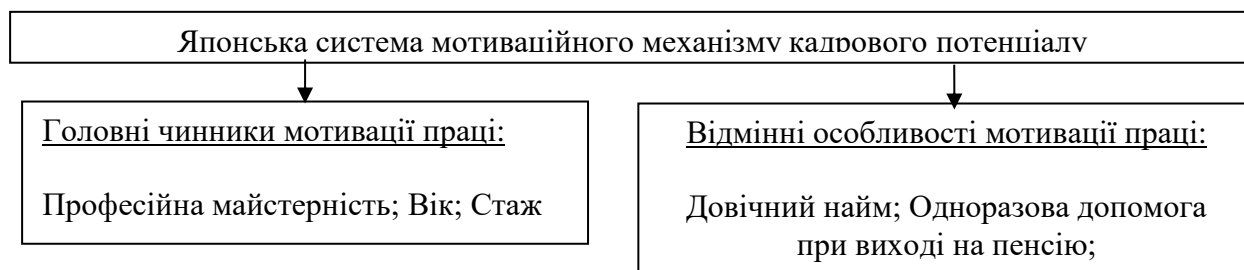 Японська система мотиваційного механізму кадрового потенціалу
Головні чинники мотивації праці:
Професійна майстерність; Вік; Стаж
Відмінні особливості мотивації праці:
Довічний найм; Одноразова допомога
при виході на пенсію;